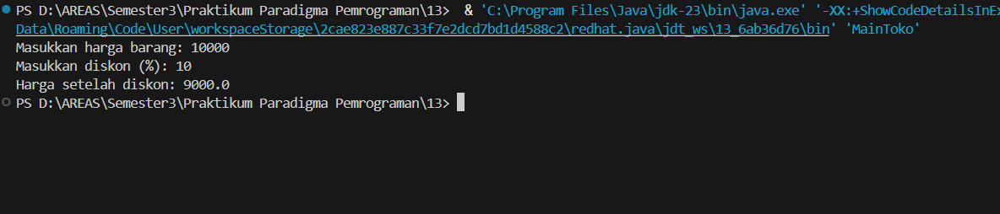 PS D:\AREAS\Semester3\Praktikum Paradigma Pemrograman\13>  & 'C:\Program Files\Java\jdk-23\bin\java.exe' '-XX:+ShowCodeDetailsInEx
Data\Roaming\Code\User\workspaceStorage\2cae823e887c33f7e2dcd7bd1d4588c2\redhat.java\jdt_ws\13_6ab36d76\bin' 'MainToko'
Masukkan harga barang: 10000
Masukkan diskon (%): 10
Harga setelah diskon: 9000.0
PS D:\AREAS\Semester3\Praktikum Paradigma Pemrograman\13>